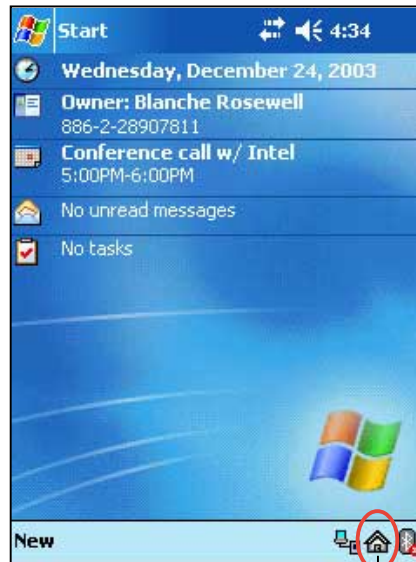 Start 4:34
Wednesday, December 24, 2003
Owner: Blanche Rosewell
886-2-28907811
Conference call w/ Intel
5:00PM-6:00PM
No unread messages
No tasks
New